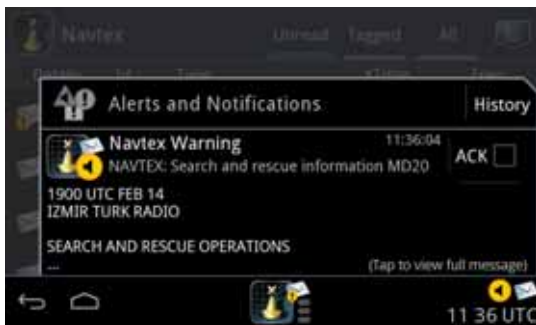 Navtex
Unread Tagged All
Alerts and Notifications
History
Navtex Warning
11:36:04
NAVTEX: Search and rescue information MD20
ACK
1900 UTC FEB 14
IZMIR TURK RADIO
SEARCH AND RESCUE OPERATIONS
...
(Tap to view full message)
11 36 UTC